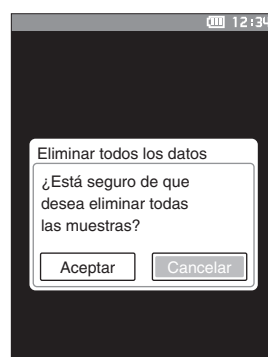 12:34
Eliminar todos los datos
¿Está seguro de que
desea eliminar todas
las muestras?
Aceptar Cancelar